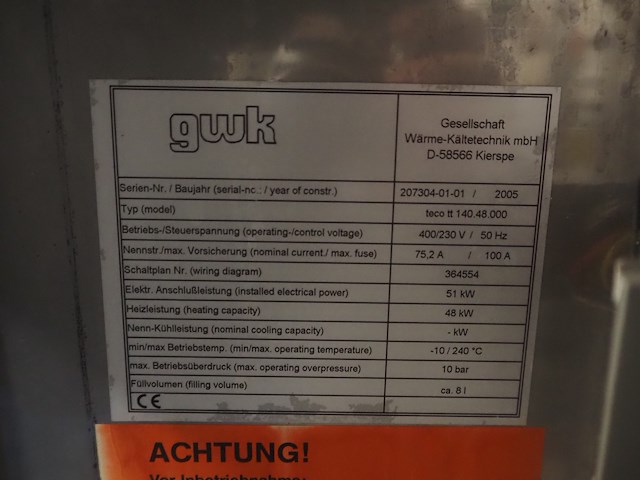 gwk
Gesellschaft
Wärme-Kältetechnik mbH
D-58566 Kierspe
Serien-Nr. / Baujahr (serial-nc.: / year of constr.) 207304-01-01 / 2005
Typ (model) teco tt 140.48.000
Betriebs-/Steuerspannung (operating-/control voltage) 400/230 V / 50 Hz
Nennstr./max. Vorsicherung (nominal current./ max. fuse) 75,2 A / 100 A
Schaltplan Nr. (wiring diagram) 364554
Elektr. Anschlußleistung (installed electrical power) 51 kW
Heizleistung (heating capacity) 48 kW
Nenn-Kühlleistung (nominal cooling capacity) - kW
min/max Betriebstemp. (min/max. operating temperature) -10 / 240 °C
max. Betriebsüberdruck (max. operating overpressure) 10 bar
Füllvolumen (filling volume) ca. 8 l
CE
ACHTUNG!
Vor Inbetriebnahme: